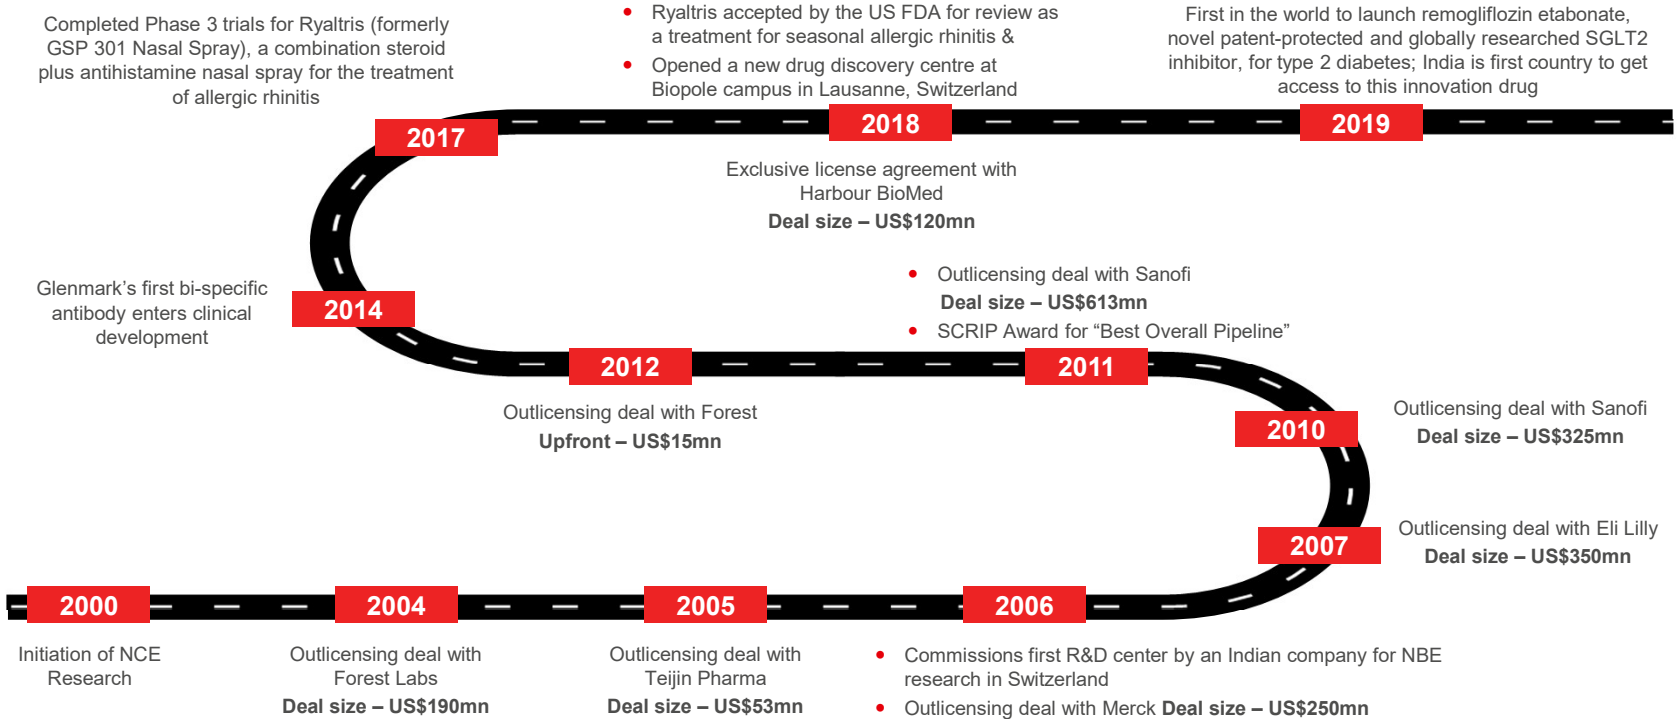 Completed Phase 3 trials for Ryaltris (formerly
GSP 301 Nasal Spray), a combination steroid
plus antihistamine nasal spray for the treatment
of allergic rhinitis
• Ryaltris accepted by the US FDA for review as
a treatment for seasonal allergic rhinitis &
• Opened a new drug discovery centre at
Biopole campus in Lausanne, Switzerland
First in the world to launch remogliflozin etabonate,
novel patent-protected and globally researched SGLT2
inhibitor, for type 2 diabetes; India is first country to get
access to this innovation drug
2017
2018
2019
Exclusive license agreement with
Harbour BioMed
Deal size – US$120mn
Glenmark’s first bi-specific
antibody enters clinical
development
2014
• Outlicensing deal with Sanofi
Deal size – US$613mn
• SCRIP Award for “Best Overall Pipeline”
2012
2011
Outlicensing deal with Forest
Upfront – US$15mn
2010
Outlicensing deal with Sanofi
Deal size – US$325mn
2007
Outlicensing deal with Eli Lilly
Deal size – US$350mn
2000
2004
2005
2006
Initiation of NCE
Research
Outlicensing deal with
Forest Labs
Deal size – US$190mn
Outlicensing deal with
Teijin Pharma
Deal size – US$53mn
• Commissions first R&D center by an Indian company for NBE
research in Switzerland
• Outlicensing deal with Merck Deal size – US$250mn